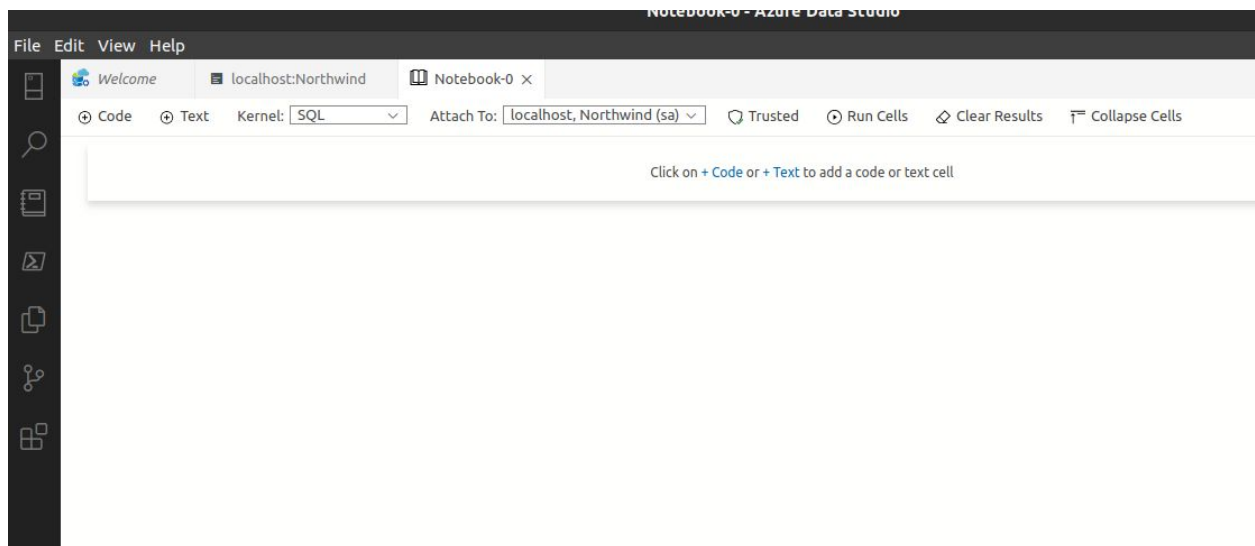 Notebook-0 - Azure Data Studio
File Edit View Help
Welcome localhost:Northwind Notebook-0
Code Text Kernel: SQL Attach To: localhost, Northwind (sa) Trusted Run Cells Clear Results Collapse Cells
Click on + Code or + Text to add a code or text cell